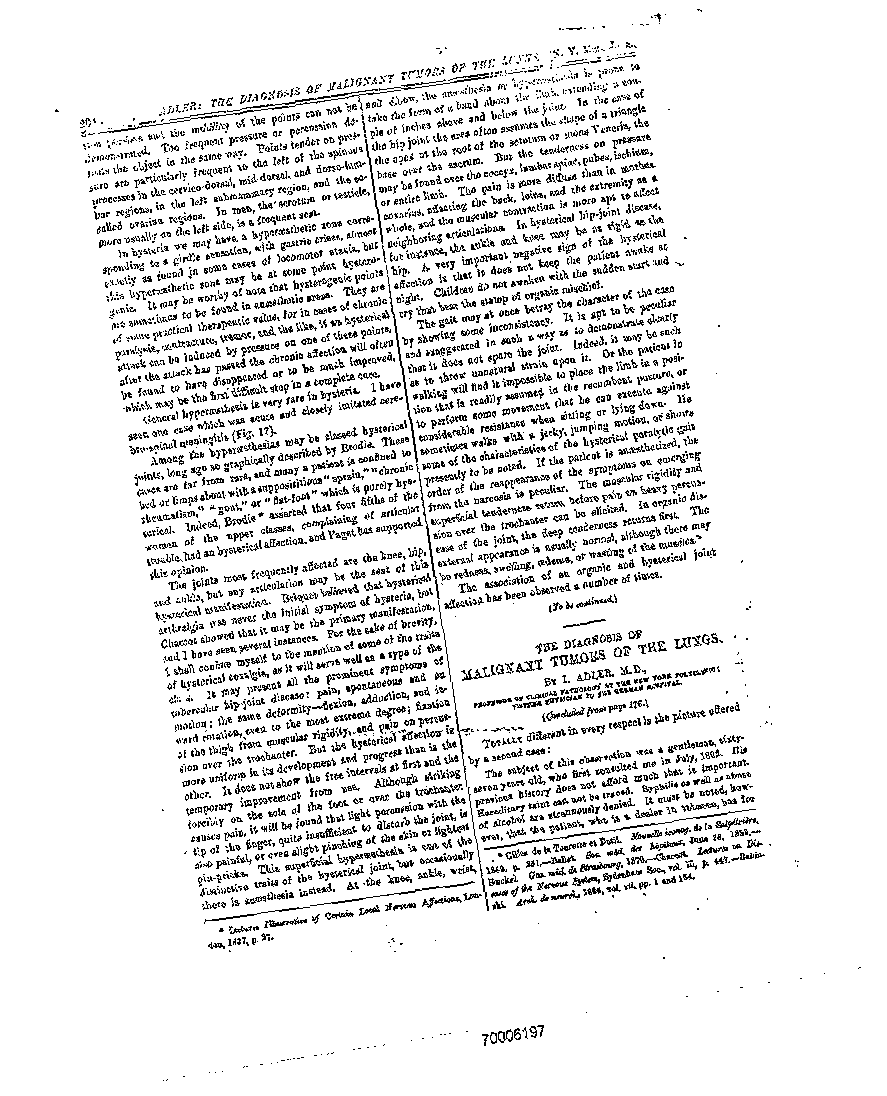 ADLER: THE DIAGNOSIS OF MALIGNANT TUMORS OF THE LUNGS.
and the mobility of the points can not be
demonstrated. Too frequent pressure or percussion de-
feats the object in the same way. Points tender on pres-
sure are particularly frequent to the left of the spinous
processes in the cervico-dorsal, mid-dorsal, and dorso-lum-
bar regions, in the left submammary region, and the so-
called ovarian regions. In men, the scrotum or testicle,
more usually on the left side, is a frequent seat.
In hysteria we may have a hyperæsthetic zone corre-
sponding to a girdle sensation, with gastric crises, almost
exactly as found in some cases of locomotor ataxia, but
this hyperæsthetic zone may be at some point hystero-
genic. It may be worthy of note that hysterogenic points
are sometimes to be found in anæsthetic areas. They are
of some practical therapeutic value, for in cases of chronic
paralysis, contracture, tremor, and the like, if an hysterical
attack can be induced by pressure on one of these points,
after the attack has passed the chronic affection will often
be found to have disappeared or to be much improved,
which may be the first difficult step in a complete case.
General hyperæsthesia is very rare in hysteria. I have
seen one case which was acute and closely imitated cere-
bro-spinal meningitis (Fig. 17).
Among the hyperæsthesias may be classed hysterical
joints, long ago so graphically described by Brodie. These
cases are far from rare, and many a patient is confined to
bed or limps about with a supposititious "sprain," "chronic
rheumatism," "gout," or "flat-foot" which is purely hys-
terical. Indeed, Brodie * asserted that four fifths of the
women of the upper classes, complaining of articular
trouble, had an hysterical affection, and Paget has supported
this opinion.
The joints most frequently affected are the knee, hip,
and ankle, but any articulation may be the seat of this
hysterical manifestation. Briquet believed that hysterical
arthralgia was never the initial symptom of hysteria, but
Charcot showed that it may be the primary manifestation,
and I have seen several instances. For the sake of brevity,
I shall confine myself to the mention of some of the traits
of hysterical coxalgia, as it will serve well as a type of the
It may present all the prominent symptoms of
tubercular hip-joint disease: pain, spontaneous and on
motion; the same deformity—flexion, adduction, and in-
ward rotation, even to the most extreme degree; fixation
of the thigh from muscular rigidity, and pain on percus-
sion over the trochanter. But the hysterical affection is
more uniform in its development and progress than is the
other. It does not show the free intervals at first and the
temporary improvement from use. Although striking
forcibly on the sole of the foot or over the trochanter
causes pain, it will be found that light percussion with the
tip of the finger, quite insufficient to disturb the joint, is
also painful, or even slight pinching of the skin or lightest
pin-pricks. This superficial hyperæsthesia is one of the
distinctive traits of the hysterical joint, but occasionally
there is anæsthesia instead. At the knee, ankle, wrist,
* Lectures Illustrative of Certain Local Nervous Affections, Lon-
don, 1837, p. 37.
and elbow, the anæsthesia or hyperæsthesia is prone to
take the form of a band about the limb, extending a cou-
ple of inches above and below the joint. In the case of
the hip joint the area often assumes the shape of a triangle
the apex at the root of the scrotum or mons Veneris, the
base over the sacrum. But the tenderness on pressure
may be found over the coccyx, lumbar spine, pubes, ischium,
or entire limb. The pain is more diffuse than in morbus
coxarius, affecting the back, loins, and the extremity as a
whole, and the muscular contraction is more apt to affect
neighboring articulations. In hysterical hip-joint disease,
for instance, the ankle and knee may be as rigid as the
hip. A very important negative sign of the hysterical
affection is that is does not keep the patient awake at
night. Children do not awaken with the sudden start and
cry that bear the stamp of organic mischief.
The gait may at once betray the character of the case
by showing some inconsistency. It is apt to be peculiar
and exaggerated in such a way as to demonstrate clearly
that it does not spare the joint. Indeed, it may be such
as to throw unnatural strain upon it. Or the patient in
walking will find it impossible to place the limb in a posi-
tion that is readily assumed in the recumbent posture, or
to perform some movement that he can execute against
considerable resistance when sitting or lying down. He
sometimes walks with a jerky, jumping motion, or shows
some of the characteristics of the hysterical paralytic gait
presently to be noted. If the patient is anæsthetized, the
order of the reappearance of the symptoms on emerging
from the narcosis is peculiar. The muscular rigidity and
superficial tenderness return before pain on heavy percus-
sion over the trochanter can be elicited. In organic dis-
ease of the joint, the deep tenderness returns first. The
external appearance is usually normal, although there may
be redness, swelling, œdema, or wasting of the muscles.*
The association of an organic and hysterical joint
affection has been observed a number of times.
(To be continued.)
THE DIAGNOSIS OF
MALIGNANT TUMORS OF THE LUNGS.
BY I. ADLER, M.D.,
PROFESSOR OF CLINICAL PATHOLOGY AT THE NEW YORK POLYCLINIC;
VISITING PHYSICIAN TO THE GERMAN HOSPITAL.
(Concluded from page 176.)
TOTALLY different in every respect is the picture offered
by a second case:
The subject of this observation was a gentleman, sixty-
seven years old, who first consulted me in July, 1893. His
previous history does not afford much that is important.
Hereditary taint can not be traced. Syphilis as well as abuse
of alcohol are strenuously denied. It must be noted, how-
ever, that the patient, who is a dealer in tobacco, has for
* Gilles de la Tourette et Dutil. Nouvelle iconog. de la Salpêtrière,
Gaz. méd. de Strasbourg, 1870.—Charcot. Lectures on Dis-
eases of the Nervous System, Sydenham Soc., vol. iii, p. 447.—Babin-
ski. Arch. de neurol., 1888, vol. vii, pp. 1 and 164.
70006197